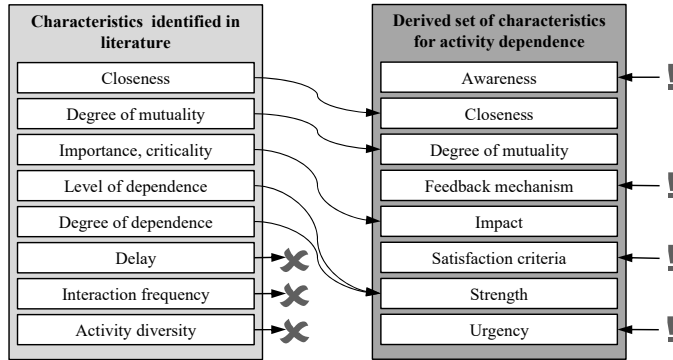 Characteristics identified in
literature
Closeness
Degree of mutuality
Importance, criticality
Level of dependence
Degree of dependence
Delay
Interaction frequency
Activity diversity
Derived set of characteristics
for activity dependence
Awareness
Closeness
Degree of mutuality
Feedback mechanism
Impact
Satisfaction criteria
Strength
Urgency
!
!
!
!